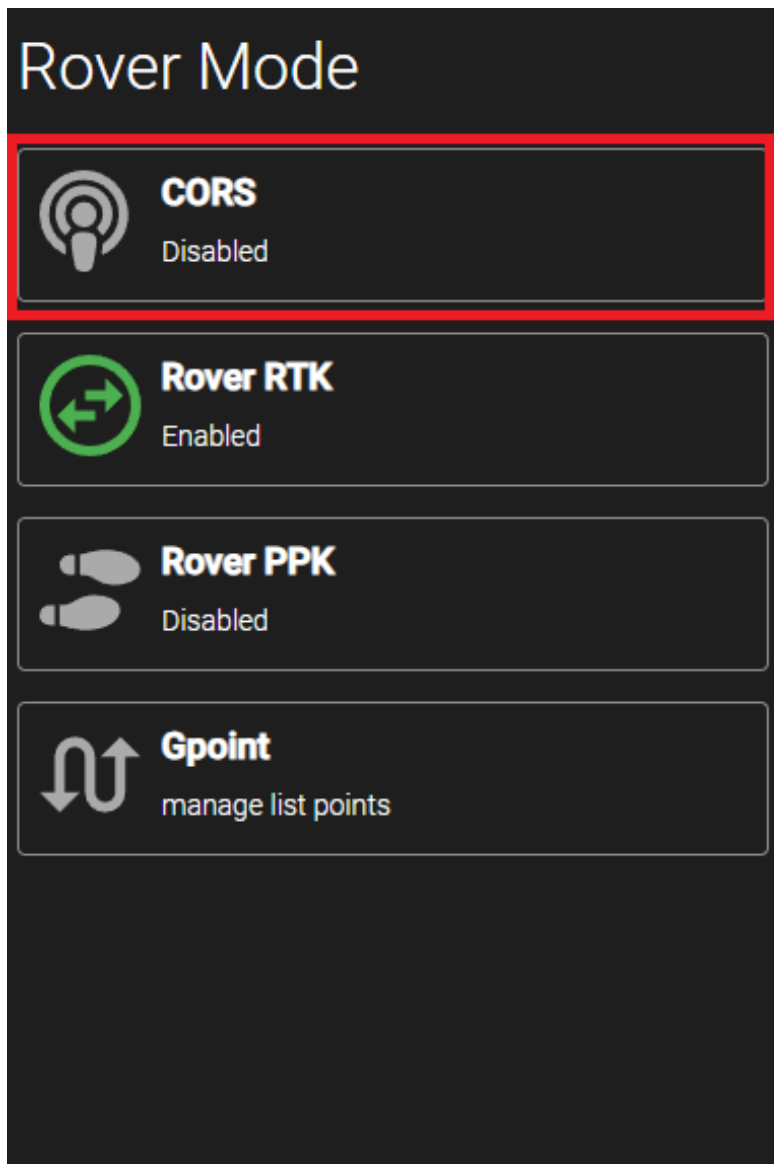 Rover Mode
CORS
Disabled
Rover RTK
Enabled
Rover PPK
Disabled
Gpoint
manage list points